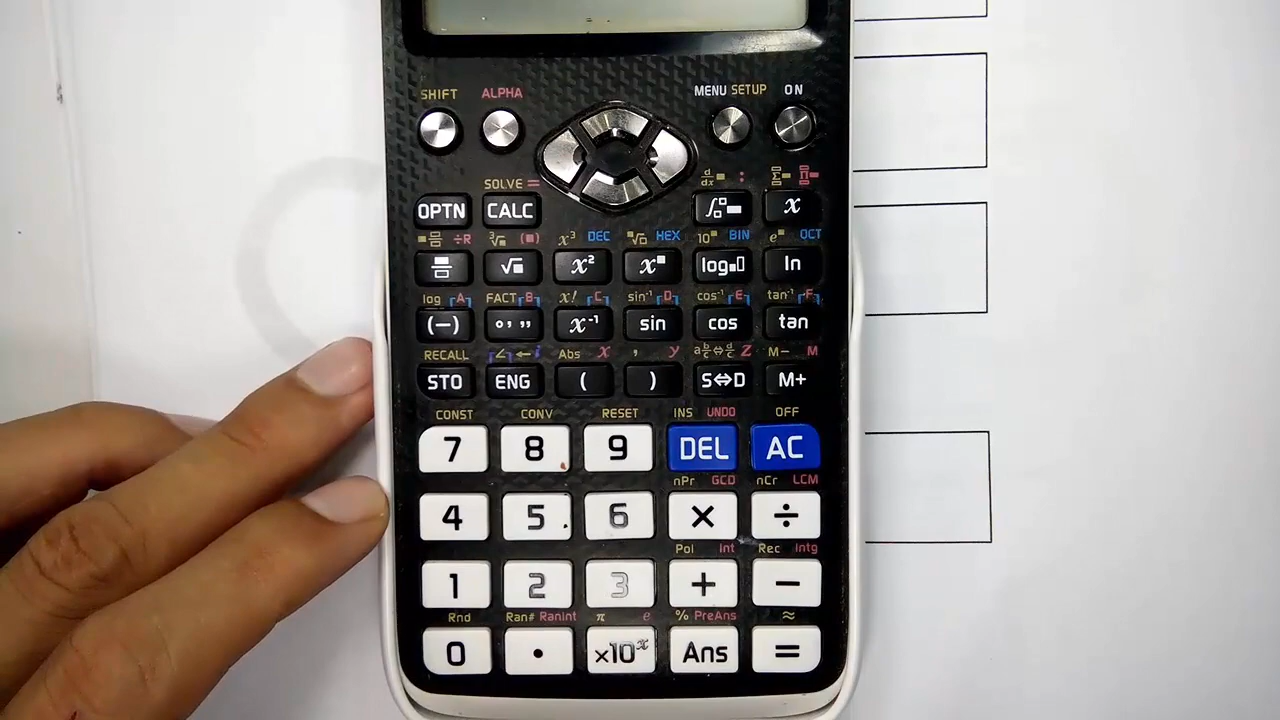 SHIFT ALPHA MENU SETUP ON
SOLVE = d/dx ■ : Σ Π
OPTN CALC ∫ x
÷R ³√ (■) x³ DEC √ HEX 10■ BIN e■ OCT
√■ x² x■ log ln
log A FACT B x! C sin⁻¹ D cos⁻¹ E tan⁻¹ F
(−) ° ’ ” x⁻¹ sin cos tan
RECALL ∠ ← i Abs x , y a b/c ⇔ d/c Z M− M
STO ENG ( ) S⇔D M+
CONST CONV RESET INS UNDO OFF
7 8 9 DEL AC
nPr GCD nCr LCM
4 5 6 × ÷
Pol Int Rec Intg
1 2 3 + −
Rnd Ran# RanInt π e % PreAns ≈
0 • ×10ˣ Ans =